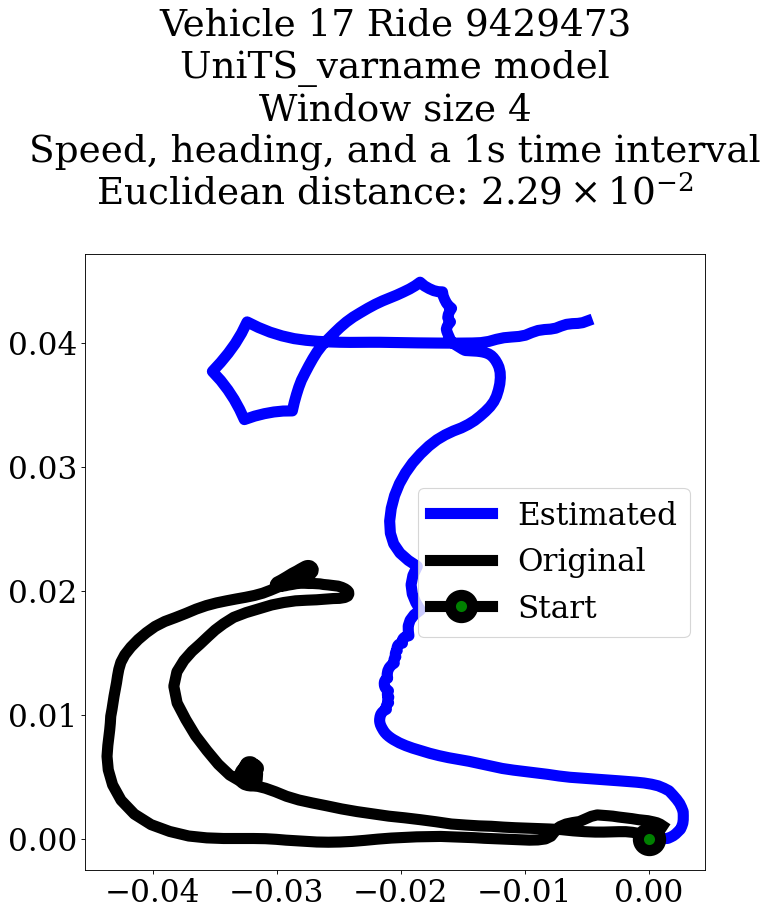 Vehicle 17 Ride 9429473
UniTS_varname model
Window size 4
Speed, heading, and a 1s time interval
Euclidean distance: 2.29 × 10⁻²
0.04
0.03
0.02
0.01
0.00
Estimated
Original
Start
−0.04
−0.03
−0.02
−0.01
0.00